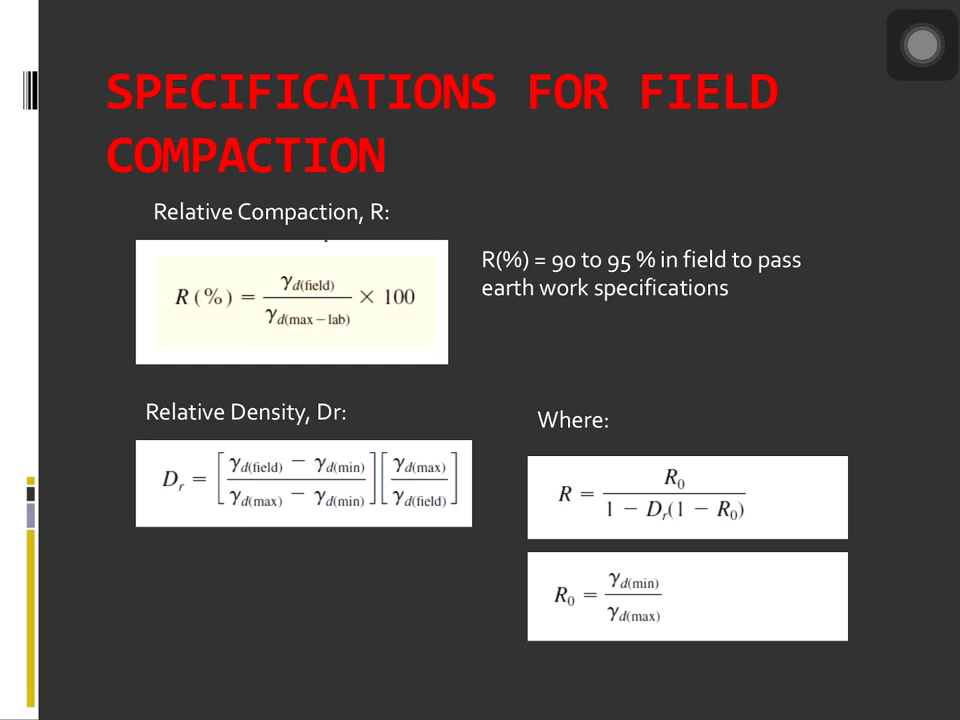 SPECIFICATIONS FOR FIELD
COMPACTION
Relative Compaction, R:
R (%) = γd(field) / γd(max – lab) × 100
R(%) = 90 to 95 % in field to pass
earth work specifications
Relative Density, Dr:
Dr = [γd(field) − γd(min) / γd(max) − γd(min)] [γd(max) / γd(field)]
Where:
R = R0 / 1 − Dr(1 − R0)
R0 = γd(min) / γd(max)